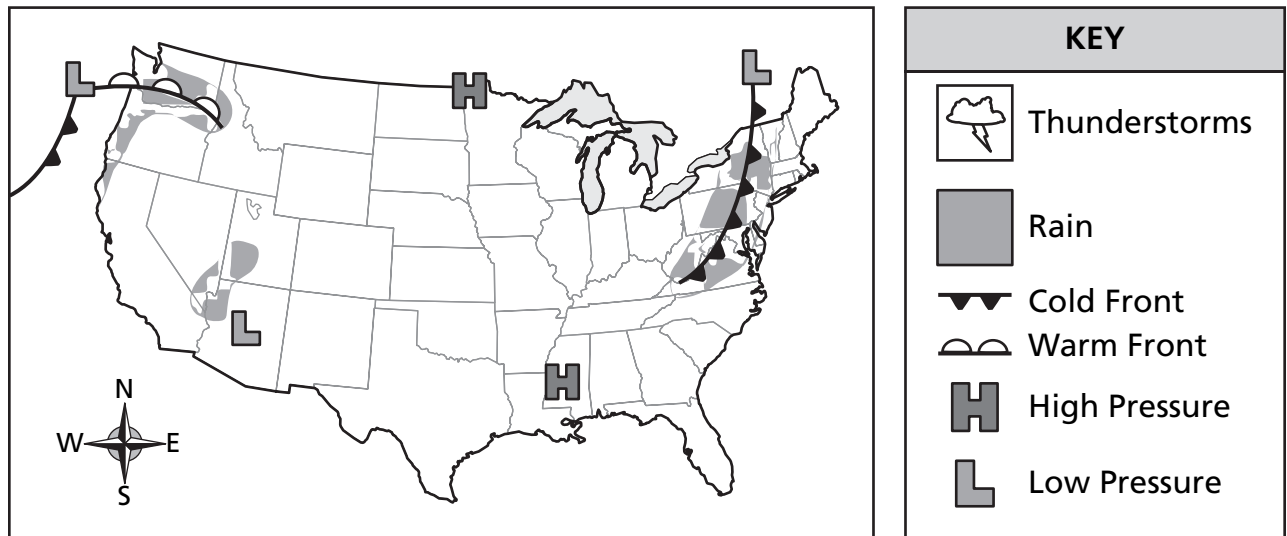 L
H
L
L
H
N
W E
S
KEY
Thunderstorms
Rain
Cold Front
Warm Front
H High Pressure
L Low Pressure